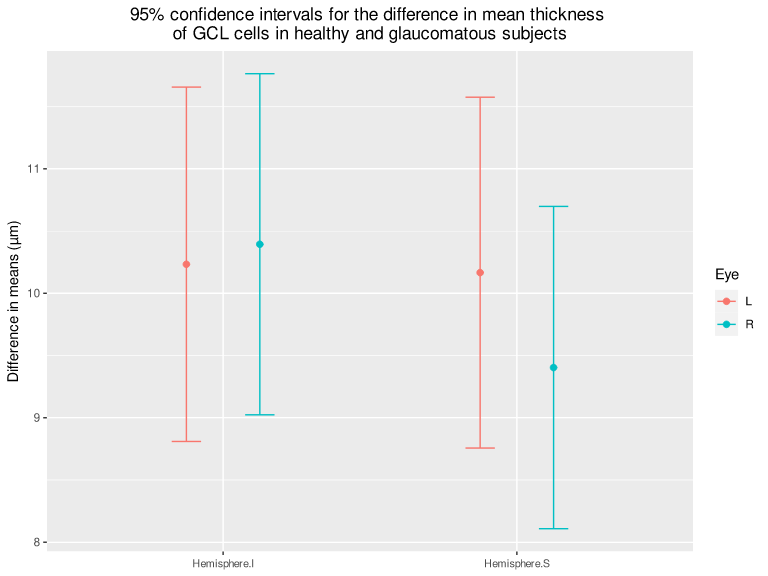 95% confidence intervals for the difference in mean thickness
of GCL cells in healthy and glaucomatous subjects
Difference in means (µm)
11
10
9
8
Hemisphere.I
Hemisphere.S
Eye
L
R